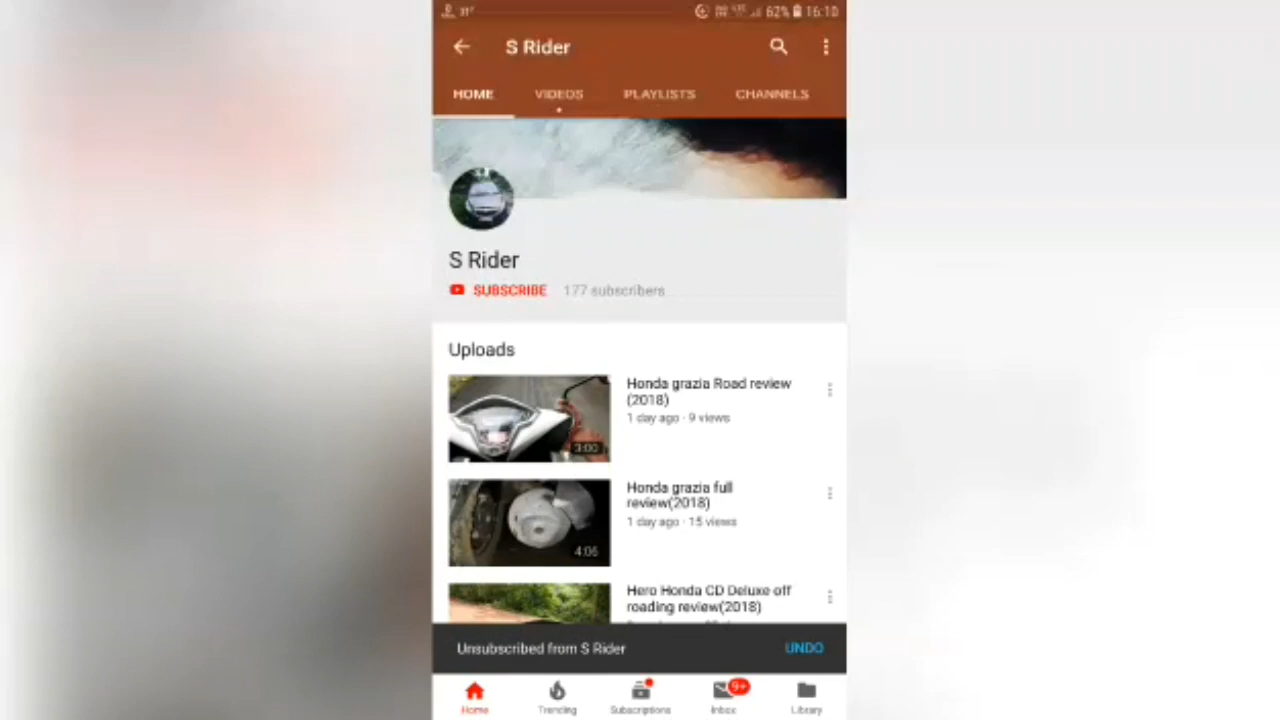 31°
62% 16:10
S Rider
HOME VIDEOS PLAYLISTS CHANNELS
S Rider
SUBSCRIBE 177 subscribers
Uploads
Honda grazia Road review
(2018)
1 day ago · 9 views
3:00
Honda grazia full
review(2018)
1 day ago · 15 views
4:06
Hero Honda CD Deluxe off
roading review(2018)
Unsubscribed from S Rider UNDO
9+
Home Trending Subscriptions Inbox Library